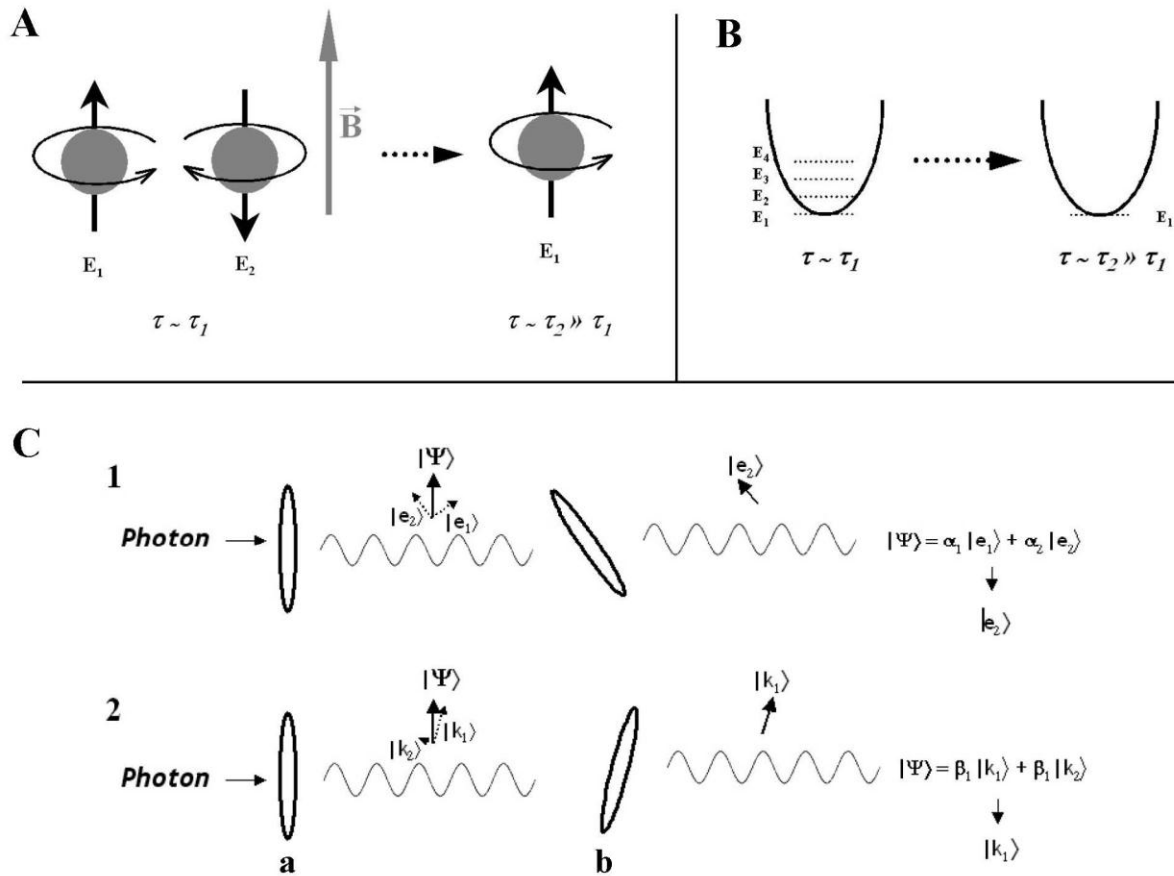 A
B⃗
E₁
E₂
E₁
τ ~ τ₁
τ ~ τ₂ » τ₁
B
E₄
E₃
E₂
E₁
E₁
τ ~ τ₁
τ ~ τ₂ » τ₁
C
1
Photon
|Ψ⟩
|e₂⟩
|e₁⟩
|e₂⟩
|Ψ⟩ = α₁ |e₁⟩ + α₂ |e₂⟩
|e₂⟩
2
Photon
|Ψ⟩
|k₂⟩
|k₁⟩
|k₁⟩
|Ψ⟩ = β₁ |k₁⟩ + β₁ |k₂⟩
|k₁⟩
a
b